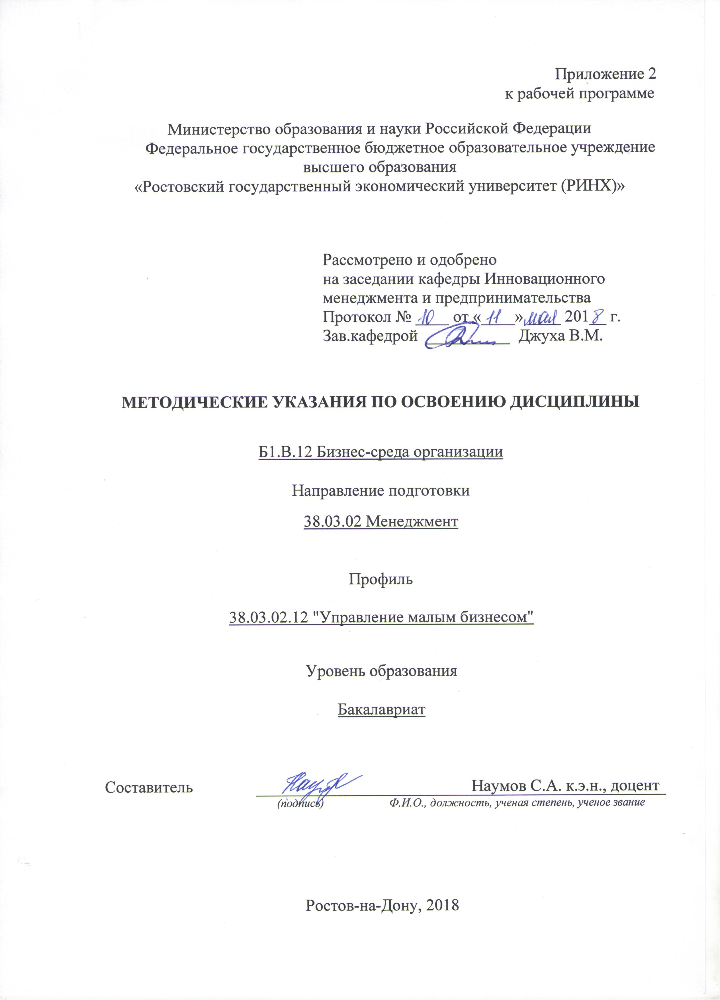 Приложение 2
к рабочей программе
Министерство образования и науки Российской Федерации
Федеральное государственное бюджетное образовательное учреждение
высшего образования
«Ростовский государственный экономический университет (РИНХ)»
Рассмотрено и одобрено
на заседании кафедры Инновационного
менеджмента и предпринимательства
Протокол № 10 от «11» мая 2018 г.
Зав.кафедрой Джуха В.М.
МЕТОДИЧЕСКИЕ УКАЗАНИЯ ПО ОСВОЕНИЮ ДИСЦИПЛИНЫ
Б1.В.12 Бизнес-среда организации
Направление подготовки
38.03.02 Менеджмент
Профиль
38.03.02.12 "Управление малым бизнесом"
Уровень образования
Бакалавриат
Составитель Наумов С.А. к.э.н., доцент
(подпись) Ф.И.О., должность, ученая степень, ученое звание
Ростов-на-Дону, 2018